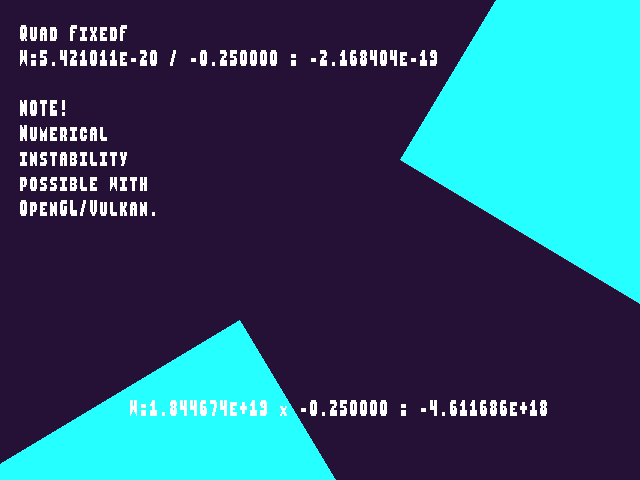 Quad fixedf
W:5.421011e-20 / -0.250000 : -2.168404e-19
NOTE!
Numerical
instability
possible with
OpenGL/Vulkan.
W:1.844674e+19 x -0.250000 : -4.611686e+18